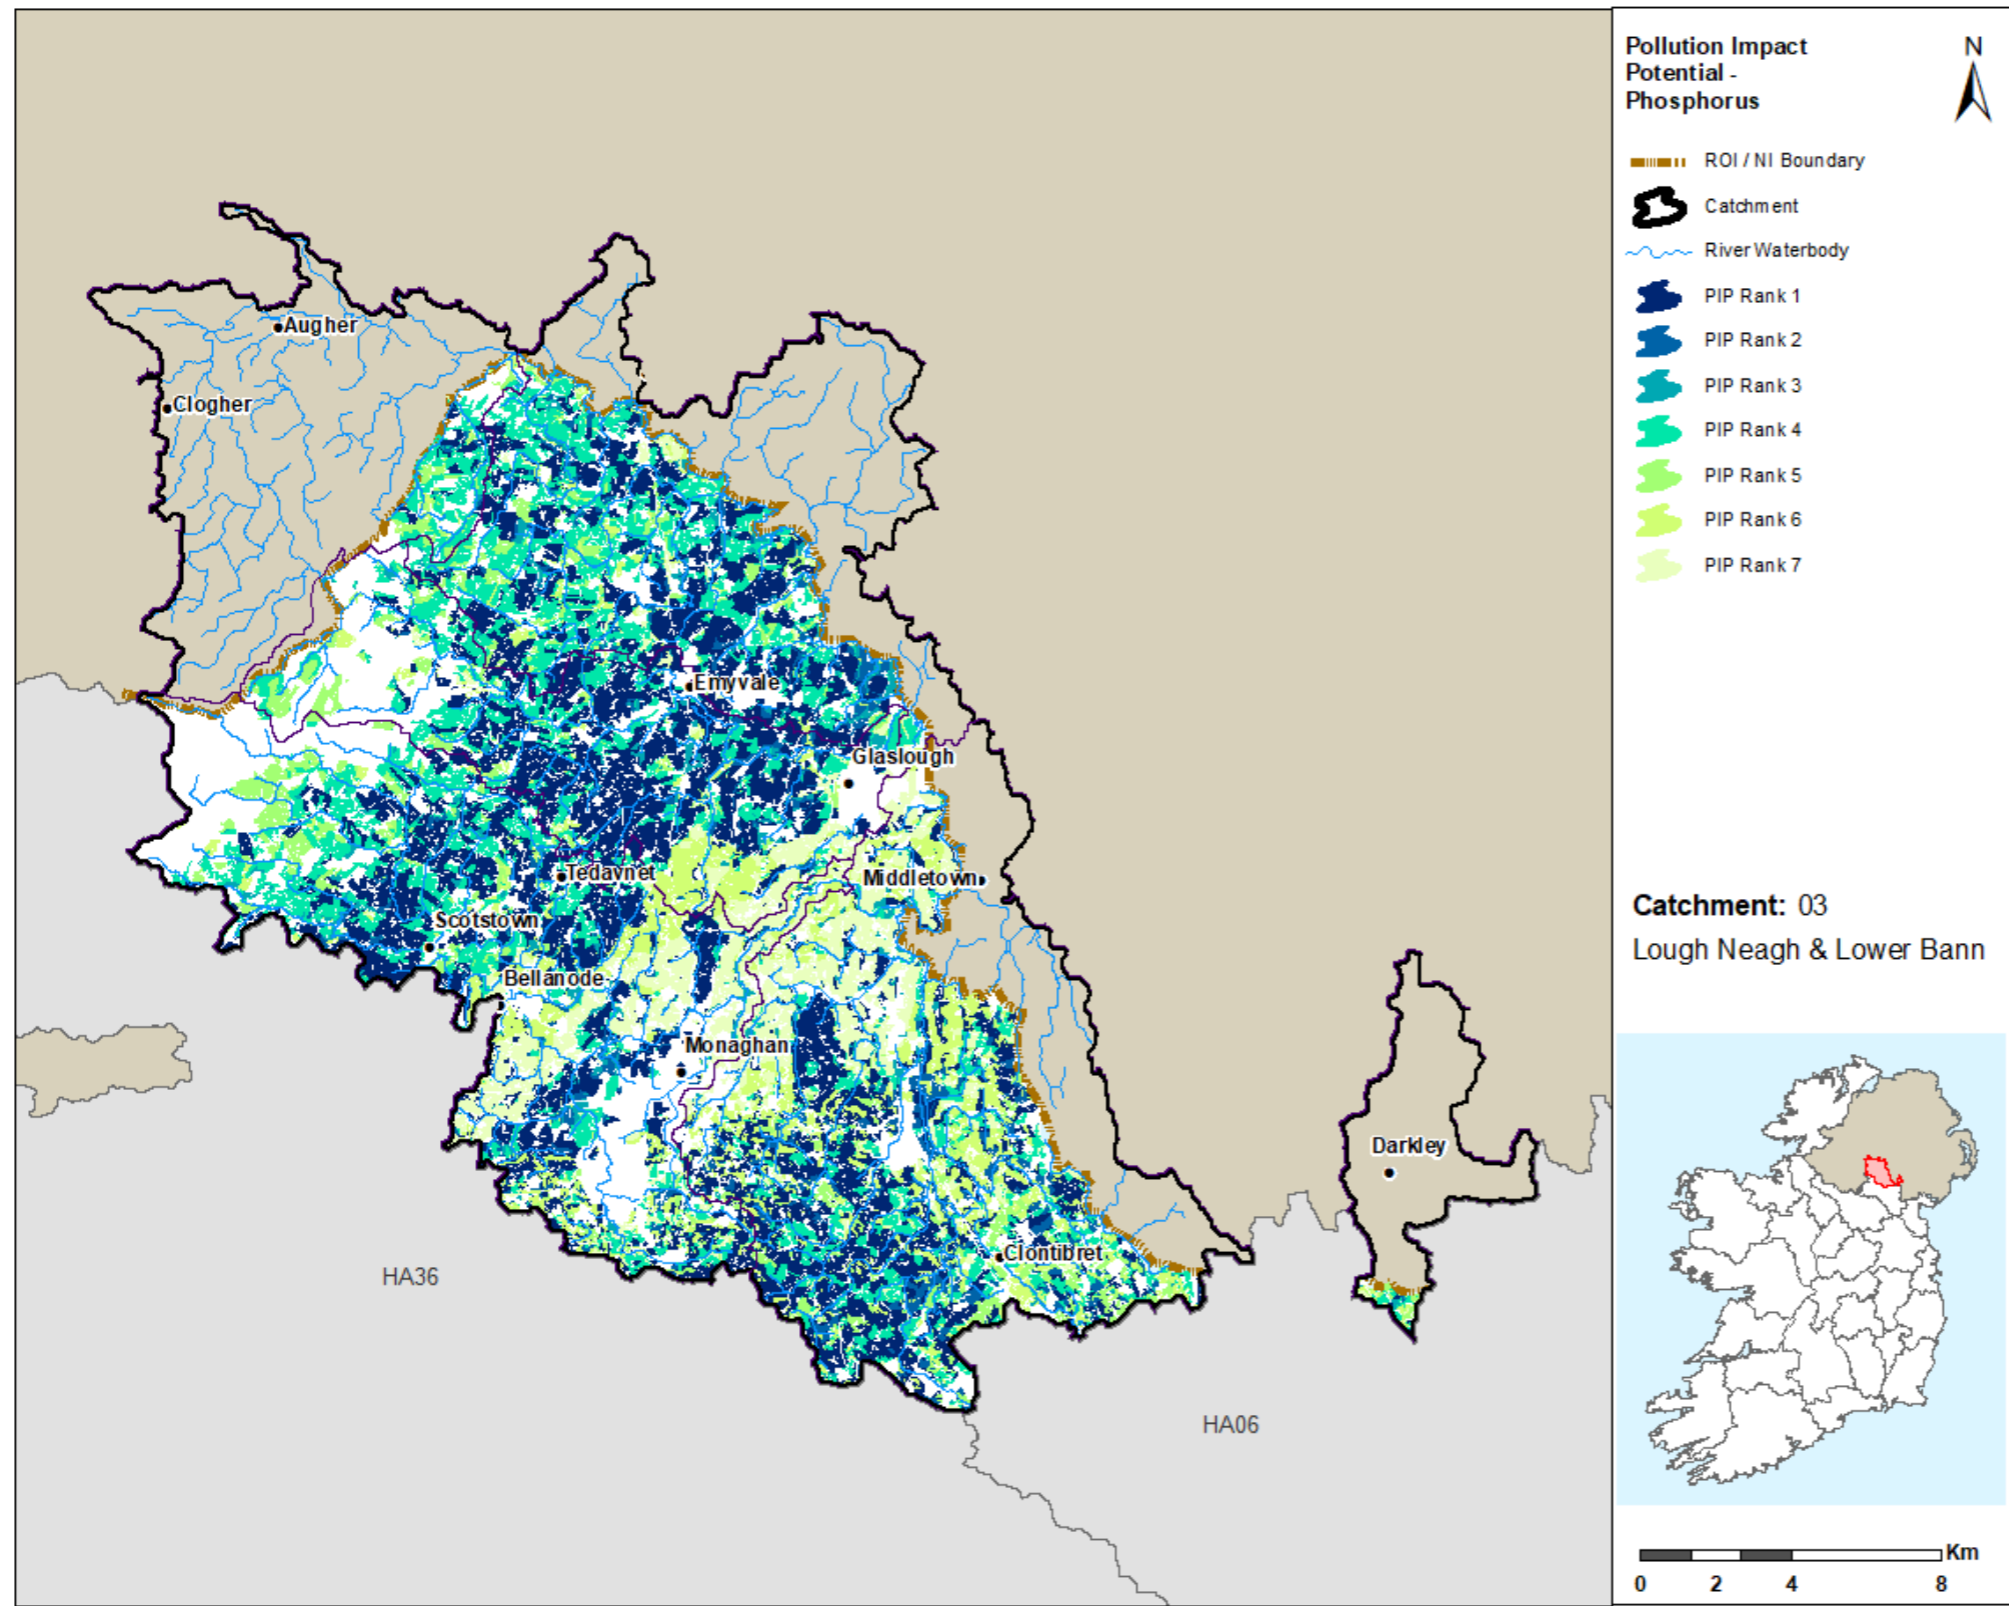 Pollution Impact
Potential -
Phosphorus
N
ROI / NI Boundary
Catchment
River Waterbody
PIP Rank 1
PIP Rank 2
PIP Rank 3
PIP Rank 4
PIP Rank 5
PIP Rank 6
PIP Rank 7
Augher
Clogher
Emyvale
Glaslough
Tedavnet
Middletown
Scotstown
Bellanode
Monaghan
Darkley
Clontibret
HA36
HA06
Catchment: 03
Lough Neagh & Lower Bann
Km
0 2 4 8